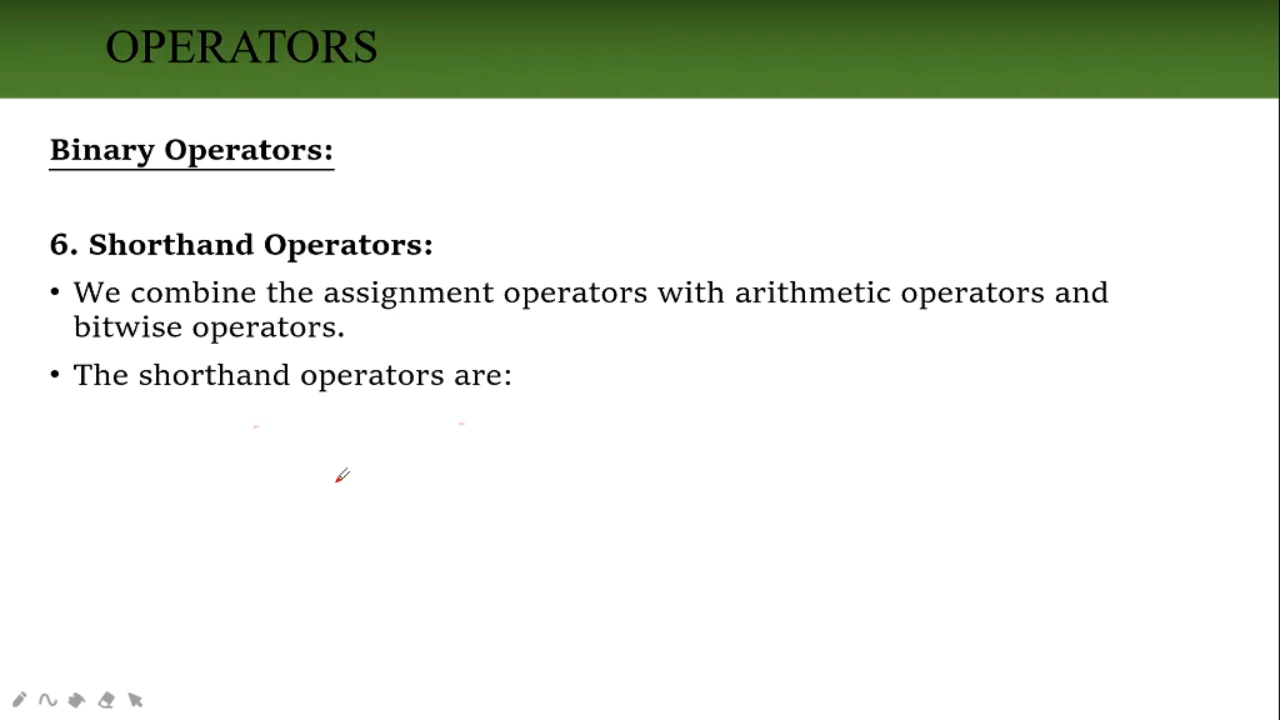 OPERATORS
Binary Operators:
6. Shorthand Operators:
• We combine the assignment operators with arithmetic operators and
bitwise operators.
• The shorthand operators are: